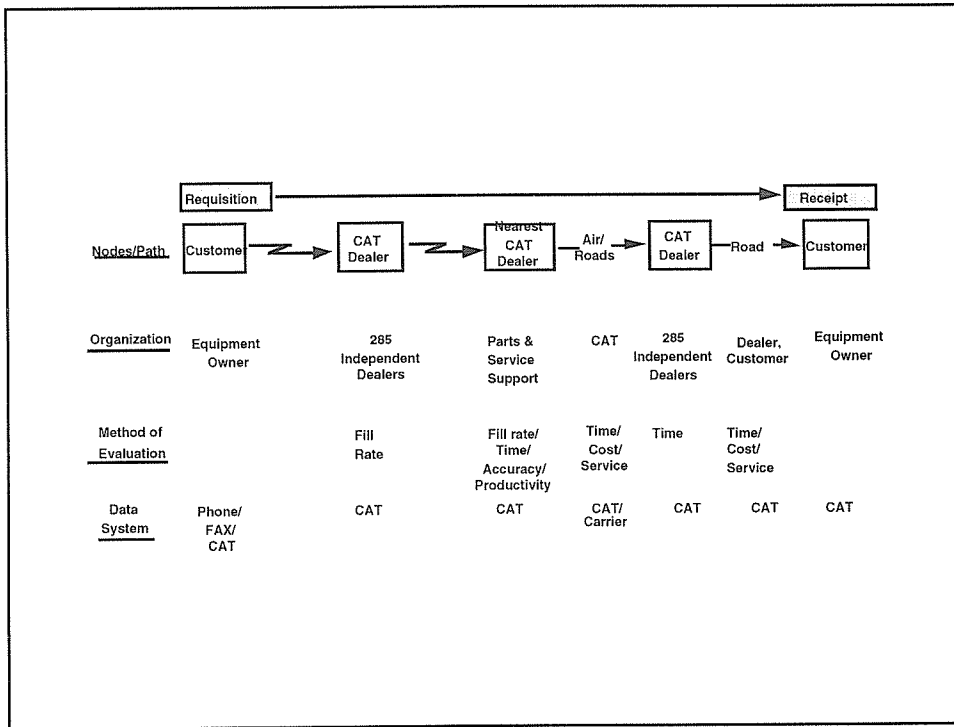 Requisition
Receipt
Nodes/Path
Customer
CAT
Dealer
Nearest
CAT
Dealer
Air/
Roads
CAT
Dealer
Road
Customer
Organization
Equipment
Owner
285
Independent
Dealers
Parts &
Service
Support
CAT
285
Independent
Dealers
Dealer,
Customer
Equipment
Owner
Method of
Evaluation
Fill
Rate
Fill rate/
Time/
Accuracy/
Productivity
Time/
Cost/
Service
Time
Time/
Cost/
Service
Data
System
Phone/
FAX/
CAT
CAT
CAT
CAT/
Carrier
CAT
CAT
CAT